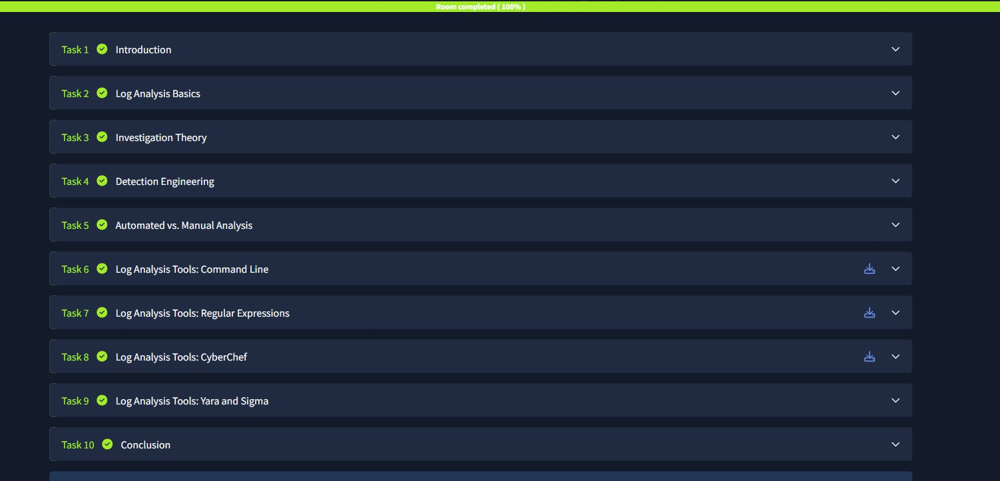 Room completed ( 100% )
Task 1 Introduction
Task 2 Log Analysis Basics
Task 3 Investigation Theory
Task 4 Detection Engineering
Task 5 Automated vs. Manual Analysis
Task 6 Log Analysis Tools: Command Line
Task 7 Log Analysis Tools: Regular Expressions
Task 8 Log Analysis Tools: CyberChef
Task 9 Log Analysis Tools: Yara and Sigma
Task 10 Conclusion